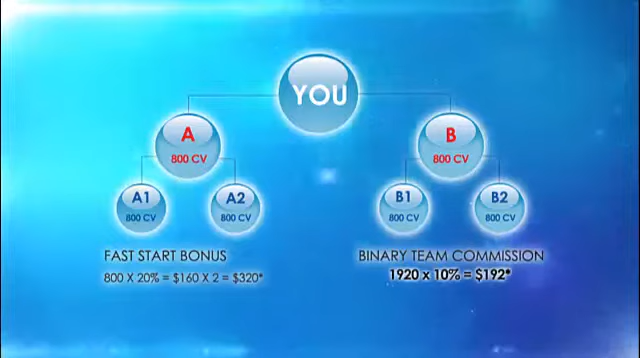 YOU
A
800 CV
B
800 CV
A1
800 CV
A2
800 CV
B1
800 CV
B2
800 CV
FAST START BONUS
800 X 20% = $160 X 2 = $320*
BINARY TEAM COMMISSION
1920 x 10% = $192*